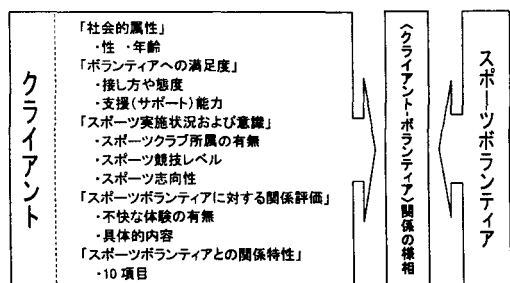 クライアント
「社会的属性」
・性 ・年齢
「ボランティアへの満足度」
・接し方や態度
・支援(サポート)能力
「スポーツ実施状況および意識」
・スポーツクラブ所属の有無
・スポーツ競技レベル
・スポーツ志向性
「スポーツボランティアに対する関係評価」
・不快な体験の有無
・具体的内容
「スポーツボランティアとの関係特性」
・10 項目
〈クライアント-ボランティア〉関係の様相
スポーツボランティア